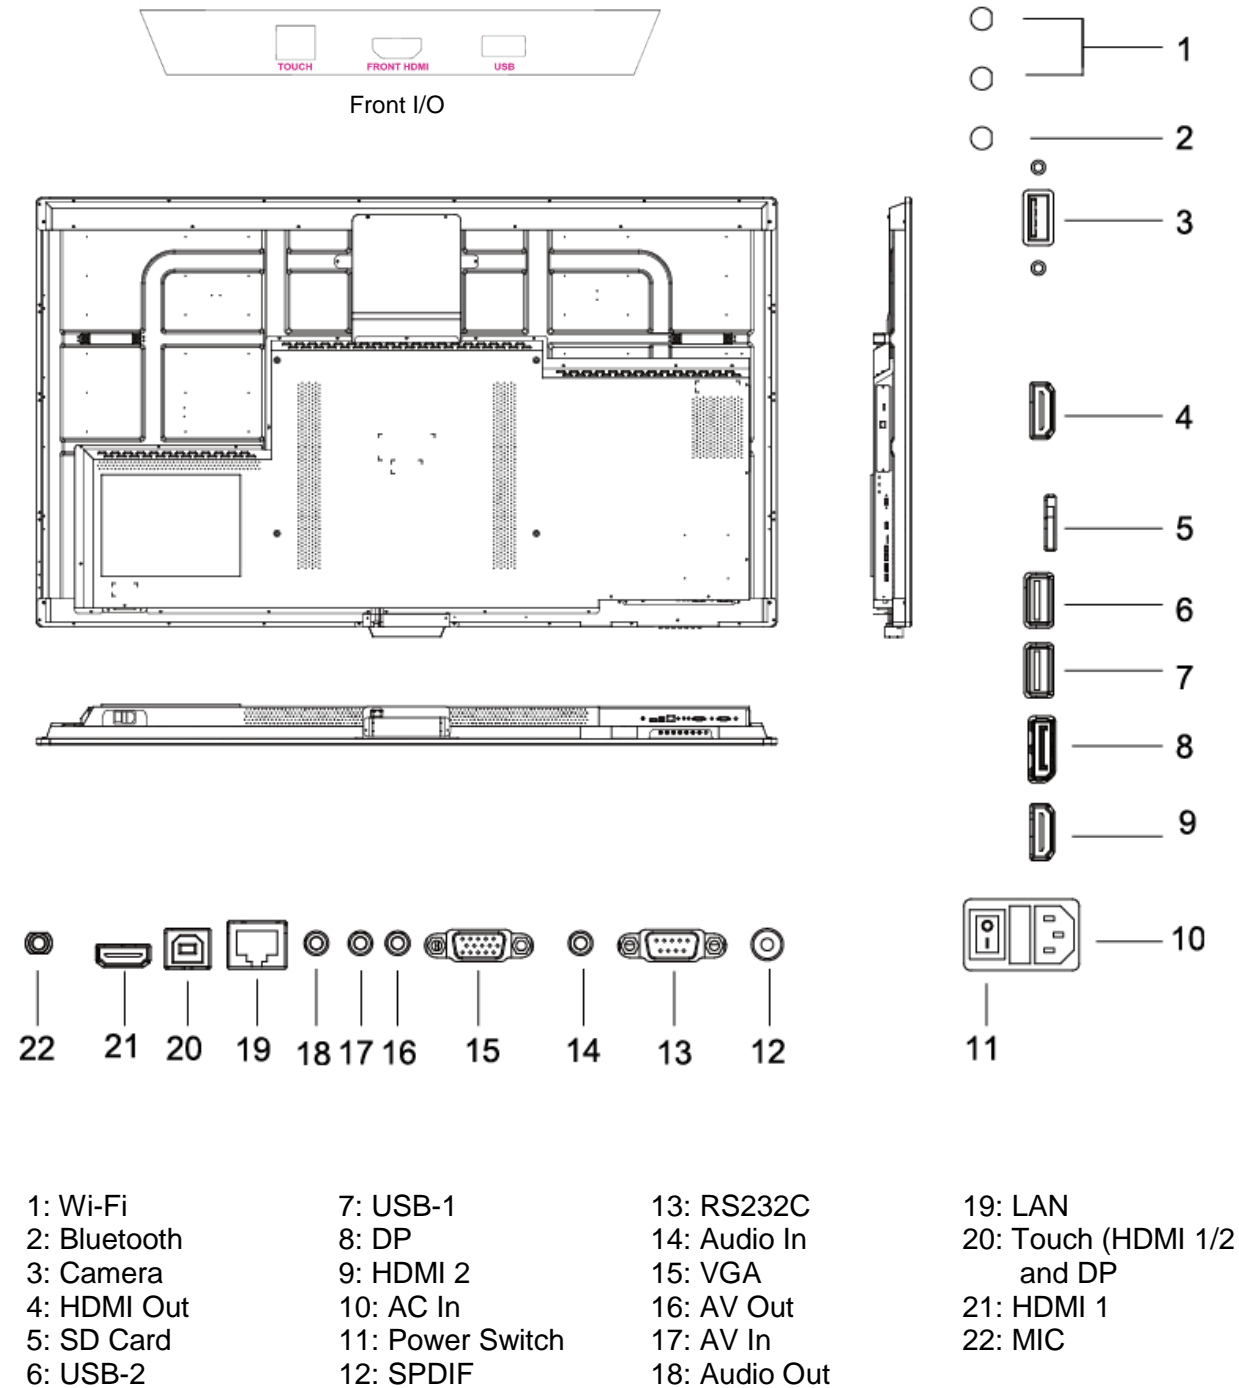 TOUCH FRONT HDMI USB
Front I/O
1
2
3
4
5
6
7
8
9
10
22 21 20 19 18 17 16 15 14 13 12 11
1: Wi-Fi
2: Bluetooth
3: Camera
4: HDMI Out
5: SD Card
6: USB-2
7: USB-1
8: DP
9: HDMI 2
10: AC In
11: Power Switch
12: SPDIF
13: RS232C
14: Audio In
15: VGA
16: AV Out
17: AV In
18: Audio Out
19: LAN
20: Touch (HDMI 1/2
and DP
21: HDMI 1
22: MIC